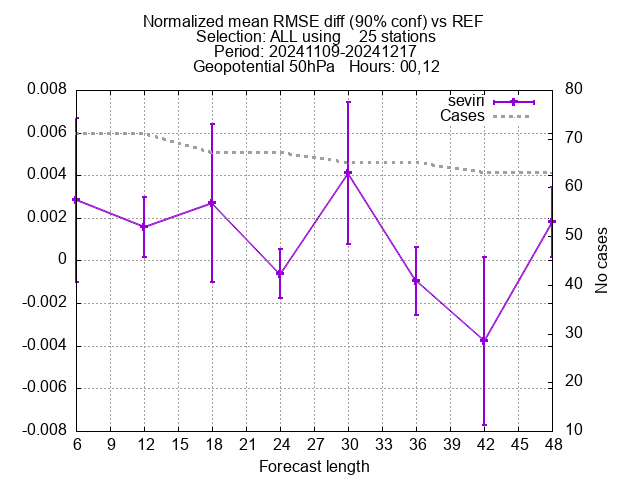 Normalized mean RMSE diff (90% conf) vs REF
Selection: ALL using    25 stations
Period: 20241109-20241217
Geopotential 50hPa   Hours: 00,12
seviri
Cases
0.008
0.006
0.004
0.002
0
-0.002
-0.004
-0.006
-0.008
80
70
60
50
40
30
20
10
No cases
6 9 12 15 18 21 24 27 30 33 36 39 42 45 48
Forecast length